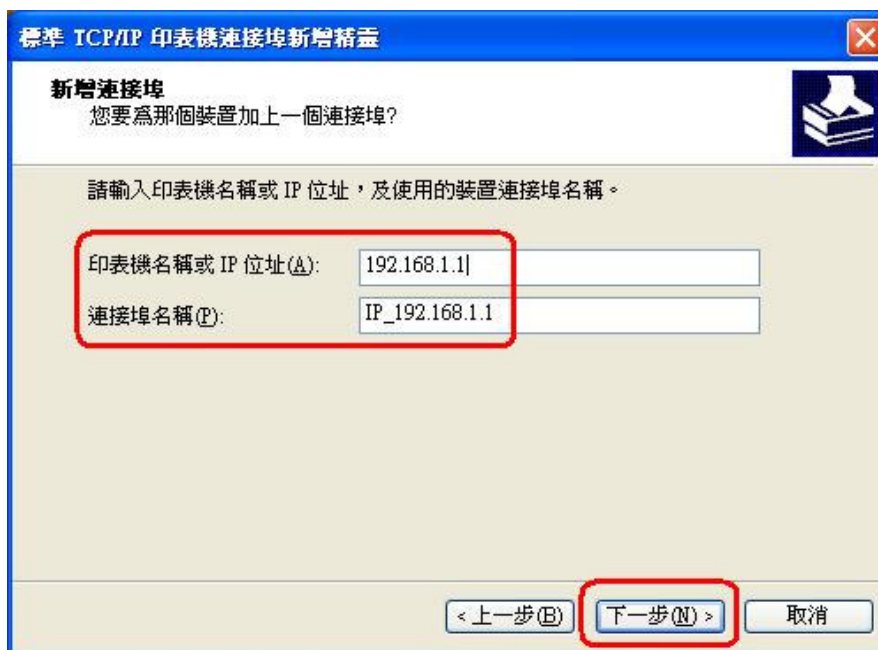 標準 TCP/IP 印表機連接埠新增精靈
新增連接埠
您要為那個裝置加上一個連接埠?
請輸入印表機名稱或 IP 位址，及使用的裝置連接埠名稱。
印表機名稱或 IP 位址(A): 192.168.1.1
連接埠名稱(P): IP_192.168.1.1
< 上一步(B) 下一步(N) > 取消